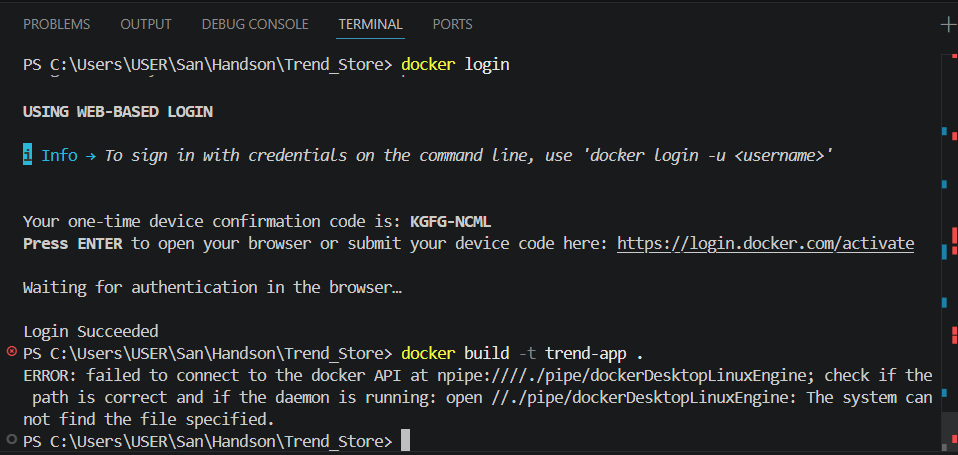 PROBLEMS OUTPUT DEBUG CONSOLE TERMINAL PORTS
PS C:\Users\USER\San\Handson\Trend_Store> docker login
USING WEB-BASED LOGIN
i Info → To sign in with credentials on the command line, use 'docker login -u <username>'
Your one-time device confirmation code is: KGFG-NCML
Press ENTER to open your browser or submit your device code here: https://login.docker.com/activate
Waiting for authentication in the browser…
Login Succeeded
PS C:\Users\USER\San\Handson\Trend_Store> docker build -t trend-app .
ERROR: failed to connect to the docker API at npipe:////./pipe/dockerDesktopLinuxEngine; check if the
path is correct and if the daemon is running: open //./pipe/dockerDesktopLinuxEngine: The system can
not find the file specified.
PS C:\Users\USER\San\Handson\Trend_Store>